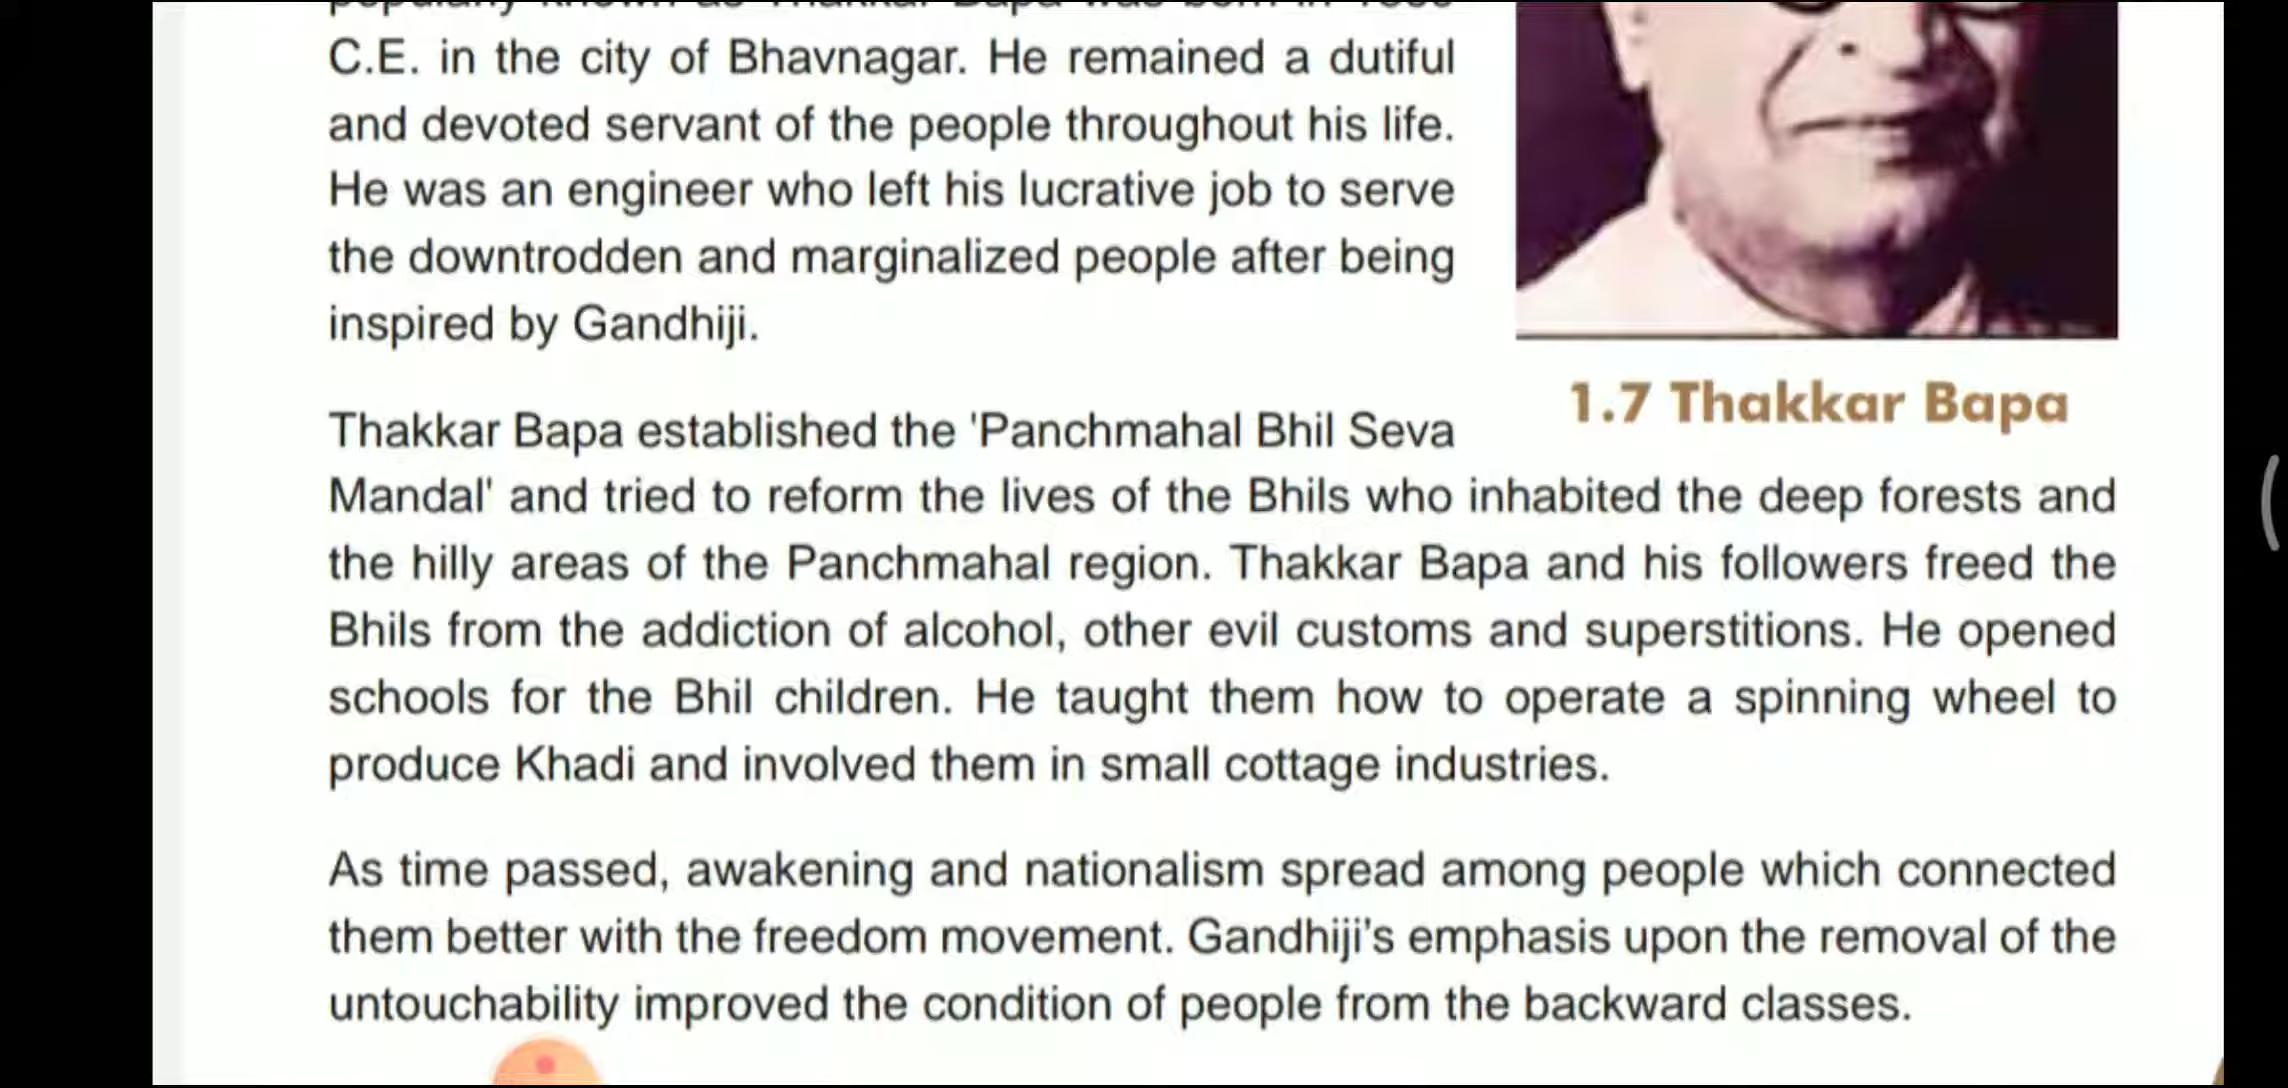 C.E. in the city of Bhavnagar. He remained a dutiful
and devoted servant of the people throughout his life.
He was an engineer who left his lucrative job to serve
the downtrodden and marginalized people after being
inspired by Gandhiji.
1.7 Thakkar Bapa
Thakkar Bapa established the 'Panchmahal Bhil Seva
Mandal' and tried to reform the lives of the Bhils who inhabited the deep forests and
the hilly areas of the Panchmahal region. Thakkar Bapa and his followers freed the
Bhils from the addiction of alcohol, other evil customs and superstitions. He opened
schools for the Bhil children. He taught them how to operate a spinning wheel to
produce Khadi and involved them in small cottage industries.
As time passed, awakening and nationalism spread among people which connected
them better with the freedom movement. Gandhiji's emphasis upon the removal of the
untouchability improved the condition of people from the backward classes.